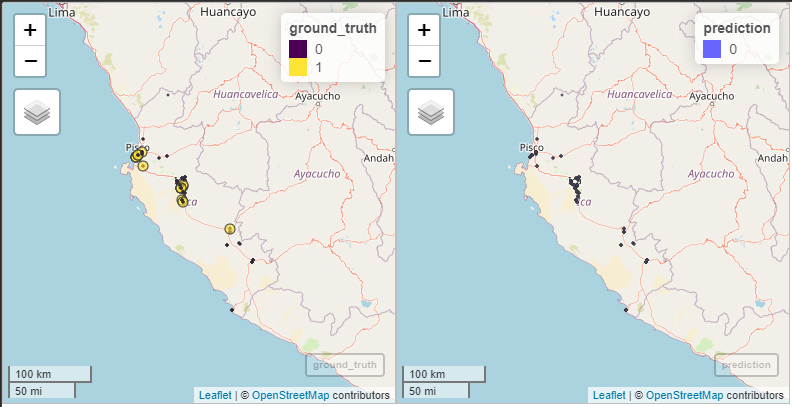 Lima
Huancayo
+
−
ground_truth
0
1
Huancavelica
Ayacucho
Pisco
Andah
Ayacucho
ca
100 km
50 mi
ground_truth
Leaflet | © OpenStreetMap contributors
Lima
Huancayo
+
−
prediction
0
Huancavelica
Ayacucho
Pisco
Andah
Ayacucho
ca
100 km
50 mi
prediction
Leaflet | © OpenStreetMap contributors